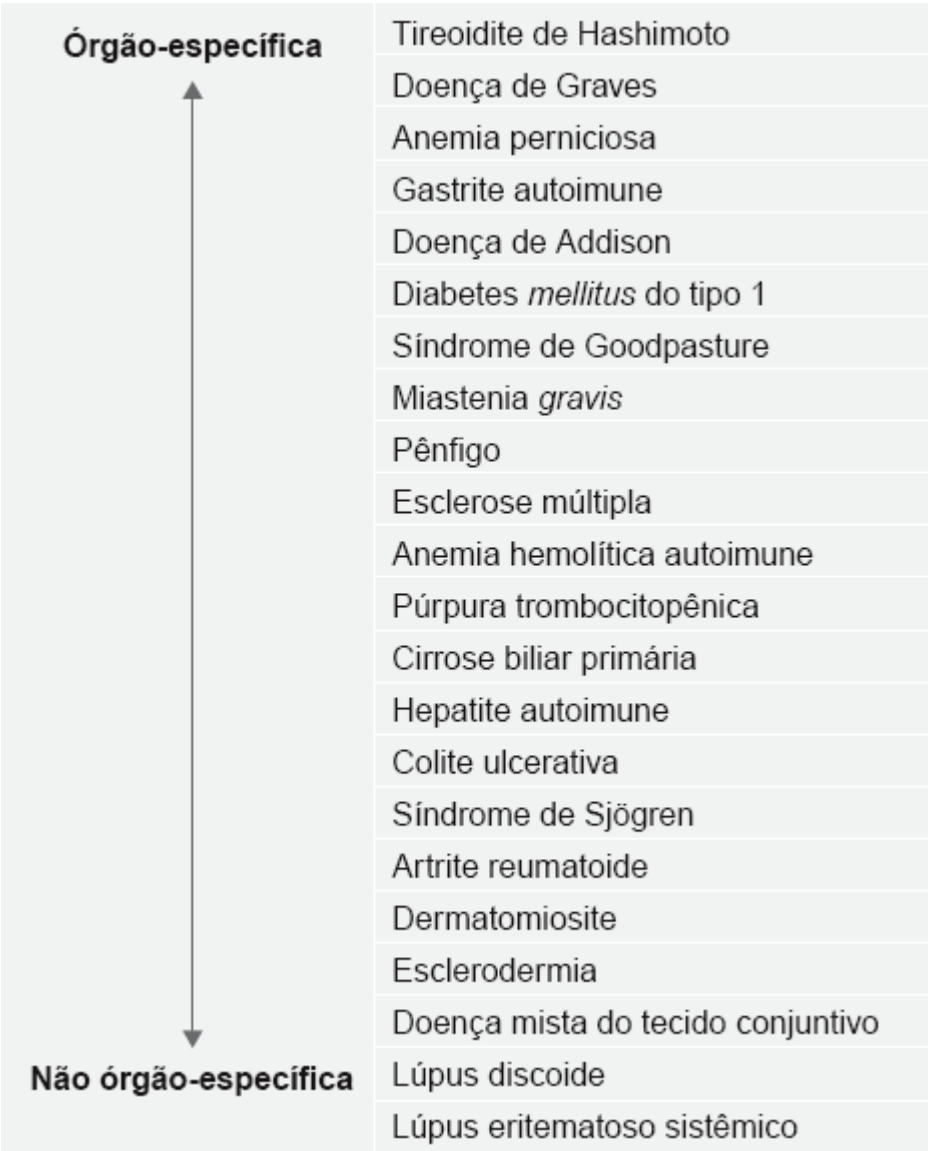 Órgão-específica
Tireoidite de Hashimoto
Doença de Graves
Anemia perniciosa
Gastrite autoimune
Doença de Addison
Diabetes mellitus do tipo 1
Síndrome de Goodpasture
Miastenia gravis
Pênfigo
Esclerose múltipla
Anemia hemolítica autoimune
Púrpura trombocitopênica
Cirrose biliar primária
Hepatite autoimune
Colite ulcerativa
Síndrome de Sjögren
Artrite reumatoide
Dermatomiosite
Esclerodermia
Doença mista do tecido conjuntivo
Não órgão-específica
Lúpus discoide
Lúpus eritematoso sistêmico